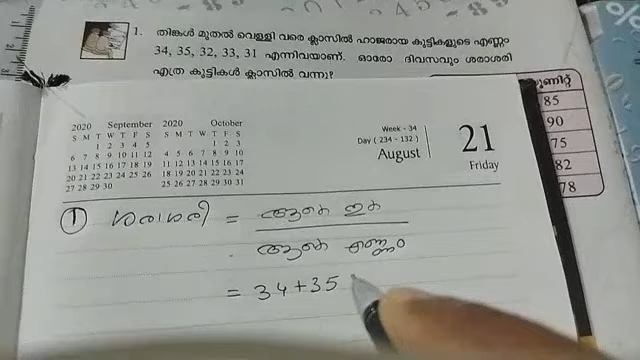 1. തിങ്കൾ മുതൽ വെള്ളി വരെ ക്ലാസിൽ ഹാജരായ കുട്ടികളുടെ എണ്ണം
34, 35, 32, 33, 31 എന്നിവയാണ്. ഓരോ ദിവസവും ശരാശരി
എത്ര കുട്ടികൾ ക്ലാസിൽ വന്നു?
യൂണിറ്റ്
85
90
75
82
78
2020 September 2020 October
S M T W T F S S M T W T F S
1 2 3 4 5 1 2 3
6 7 8 9 10 11 12 4 5 6 7 8 9 10
13 14 15 16 17 18 19 11 12 13 14 15 16 17
20 21 22 23 24 25 26 18 19 20 21 22 23 24
27 28 29 30 25 26 27 28 29 30 31
Week - 34
Day ( 234 - 132 )
August
21
Friday
1 ശരാശരി = ആകെ തുക
ആകെ എണ്ണം
= 34+35